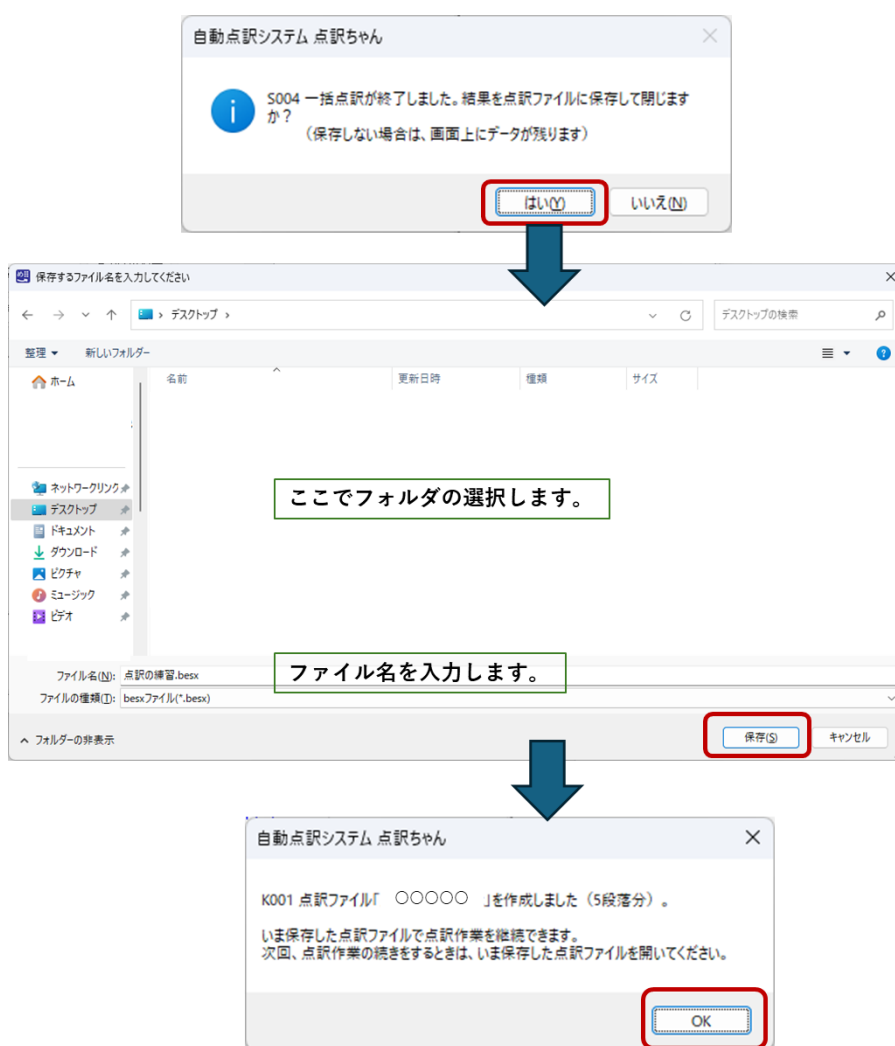 自動点訳システム 点訳ちゃん
S004 一括点訳が終了しました。結果を点訳ファイルに保存して閉じます
か？
（保存しない場合は、画面上にデータが残ります）
はい(Y)
いいえ(N)
保存するファイル名を入力してください
デスクトップ
デスクトップの検索
整理
新しいフォルダー
ホーム
名前
更新日時
種類
サイズ
ネットワークリンク
デスクトップ
ドキュメント
ダウンロード
ピクチャ
ミュージック
ビデオ
ここでフォルダの選択します。
ファイル名を入力します。
ファイル名(N): 点訳の練習.besx
ファイルの種類(T): besxファイル(*.besx)
フォルダーの非表示
保存(S)
キャンセル
自動点訳システム 点訳ちゃん
K001 点訳ファイル「　○○○○○　」を作成しました（5段落分）。
いま保存した点訳ファイルで点訳作業を継続できます。
次回、点訳作業の続きをするときは、いま保存した点訳ファイルを開いてください。
OK